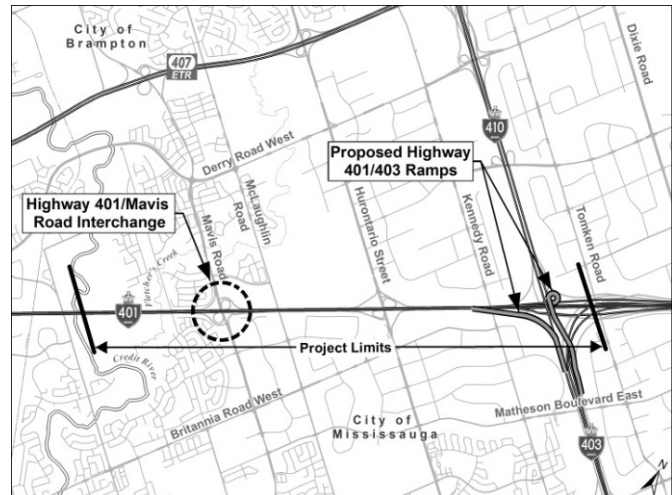 City of
Brampton
407
ETR
Dixie Road
410
Derry Road West
Proposed Highway
401/403 Ramps
Highway 401/Mavis
Road Interchange
McLaughlin
Road
Mavis Road
Hurontario Street
Kennedy Road
Tomken Road
Fletcher's Creek
401
Project Limits
Credit River
Britannia Road West
Matheson Boulevard East
City of
Mississauga
403
N